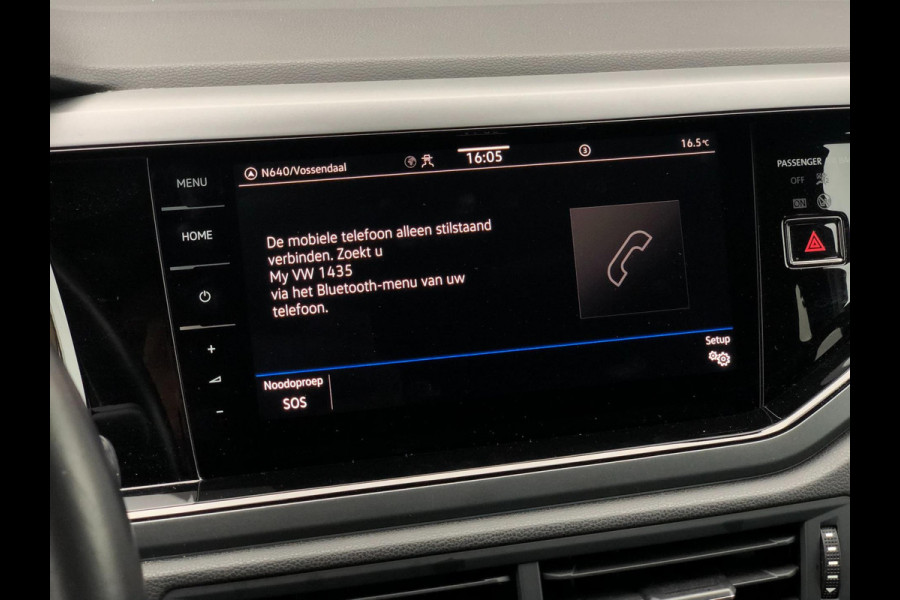 MENU
HOME
+
-
N640/Vossendaal
16:05
3
16.5°C
De mobiele telefoon alleen stilstaand
verbinden. Zoekt u
My VW 1435
via het Bluetooth-menu van uw
telefoon.
Setup
Noodoproep
SOS
PASSENGER
OFF